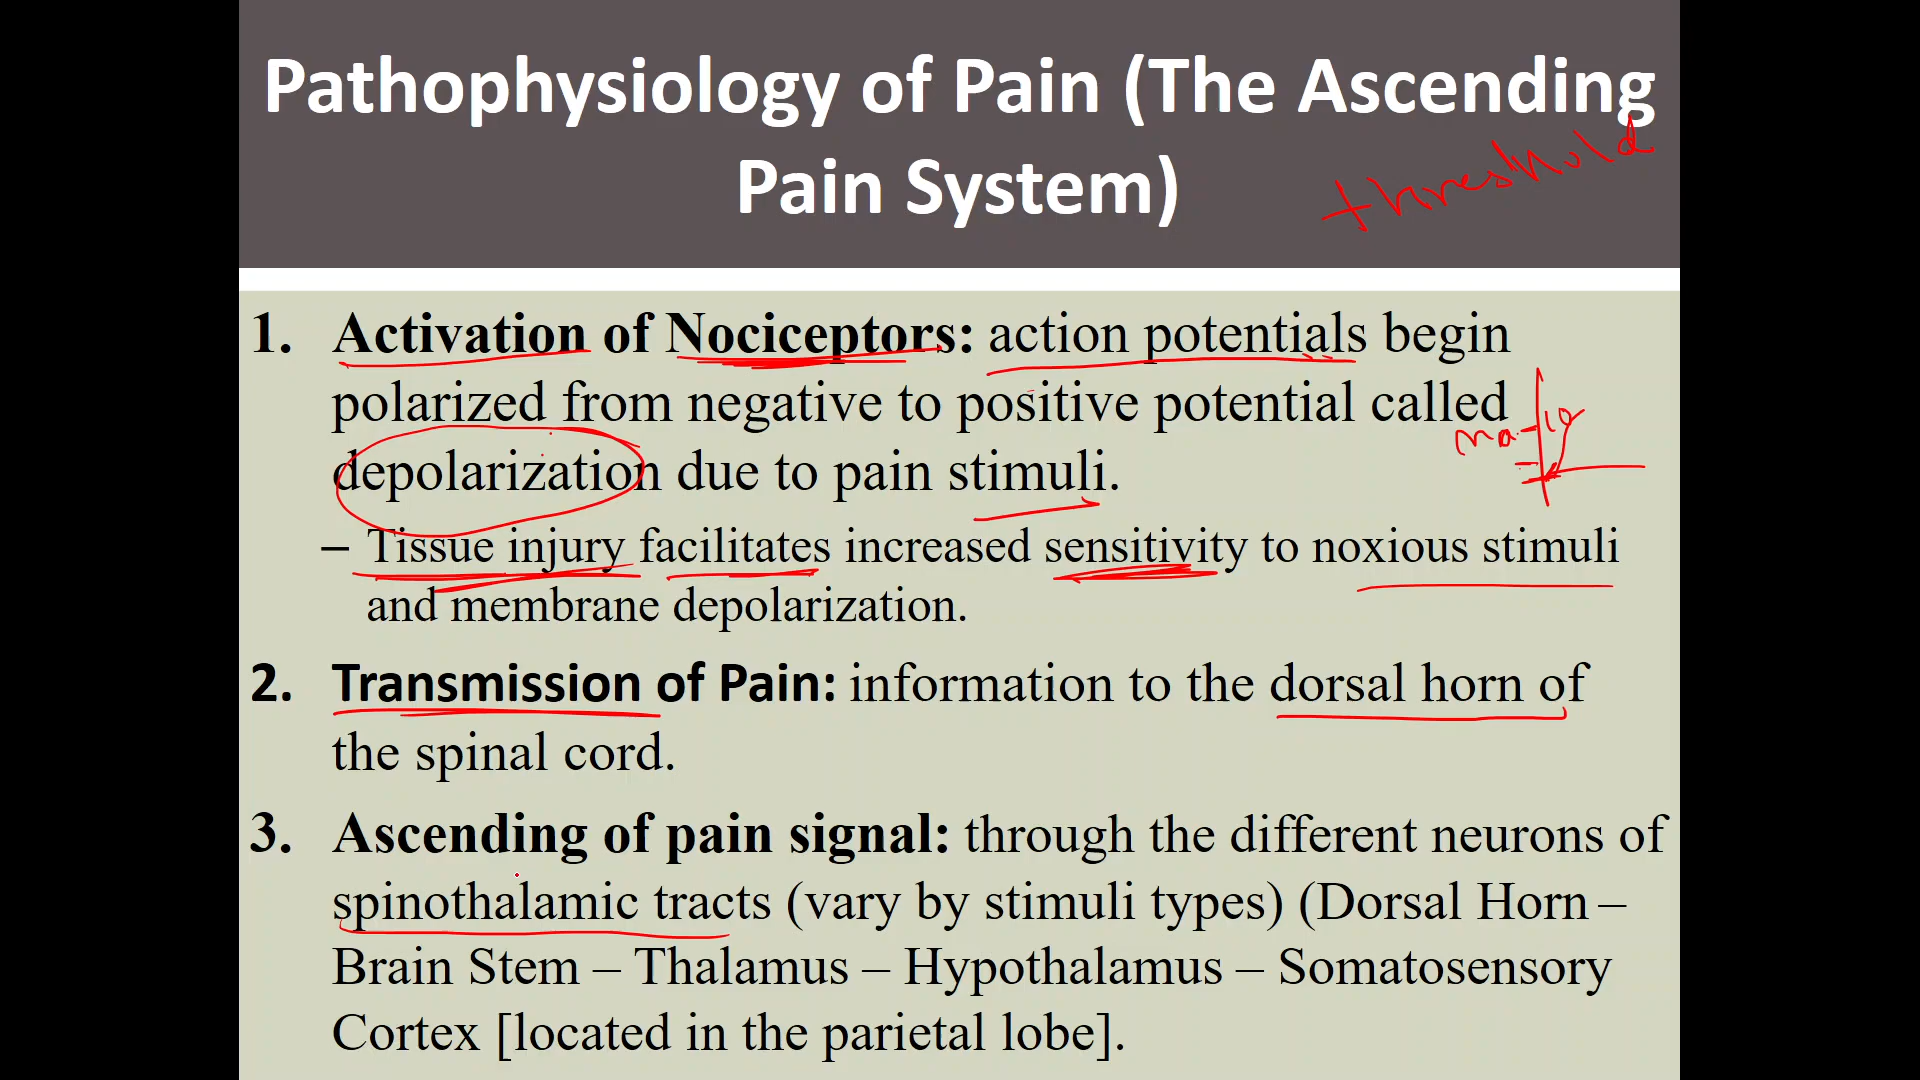 Pathophysiology of Pain (The Ascending
Pain System)
threshold
1. Activation of Nociceptors: action potentials begin
polarized from negative to positive potential called
depolarization due to pain stimuli.
– Tissue injury facilitates increased sensitivity to noxious stimuli
and membrane depolarization.
2. Transmission of Pain: information to the dorsal horn of
the spinal cord.
3. Ascending of pain signal: through the different neurons of
spinothalamic tracts (vary by stimuli types) (Dorsal Horn –
Brain Stem – Thalamus – Hypothalamus – Somatosensory
Cortex [located in the parietal lobe].